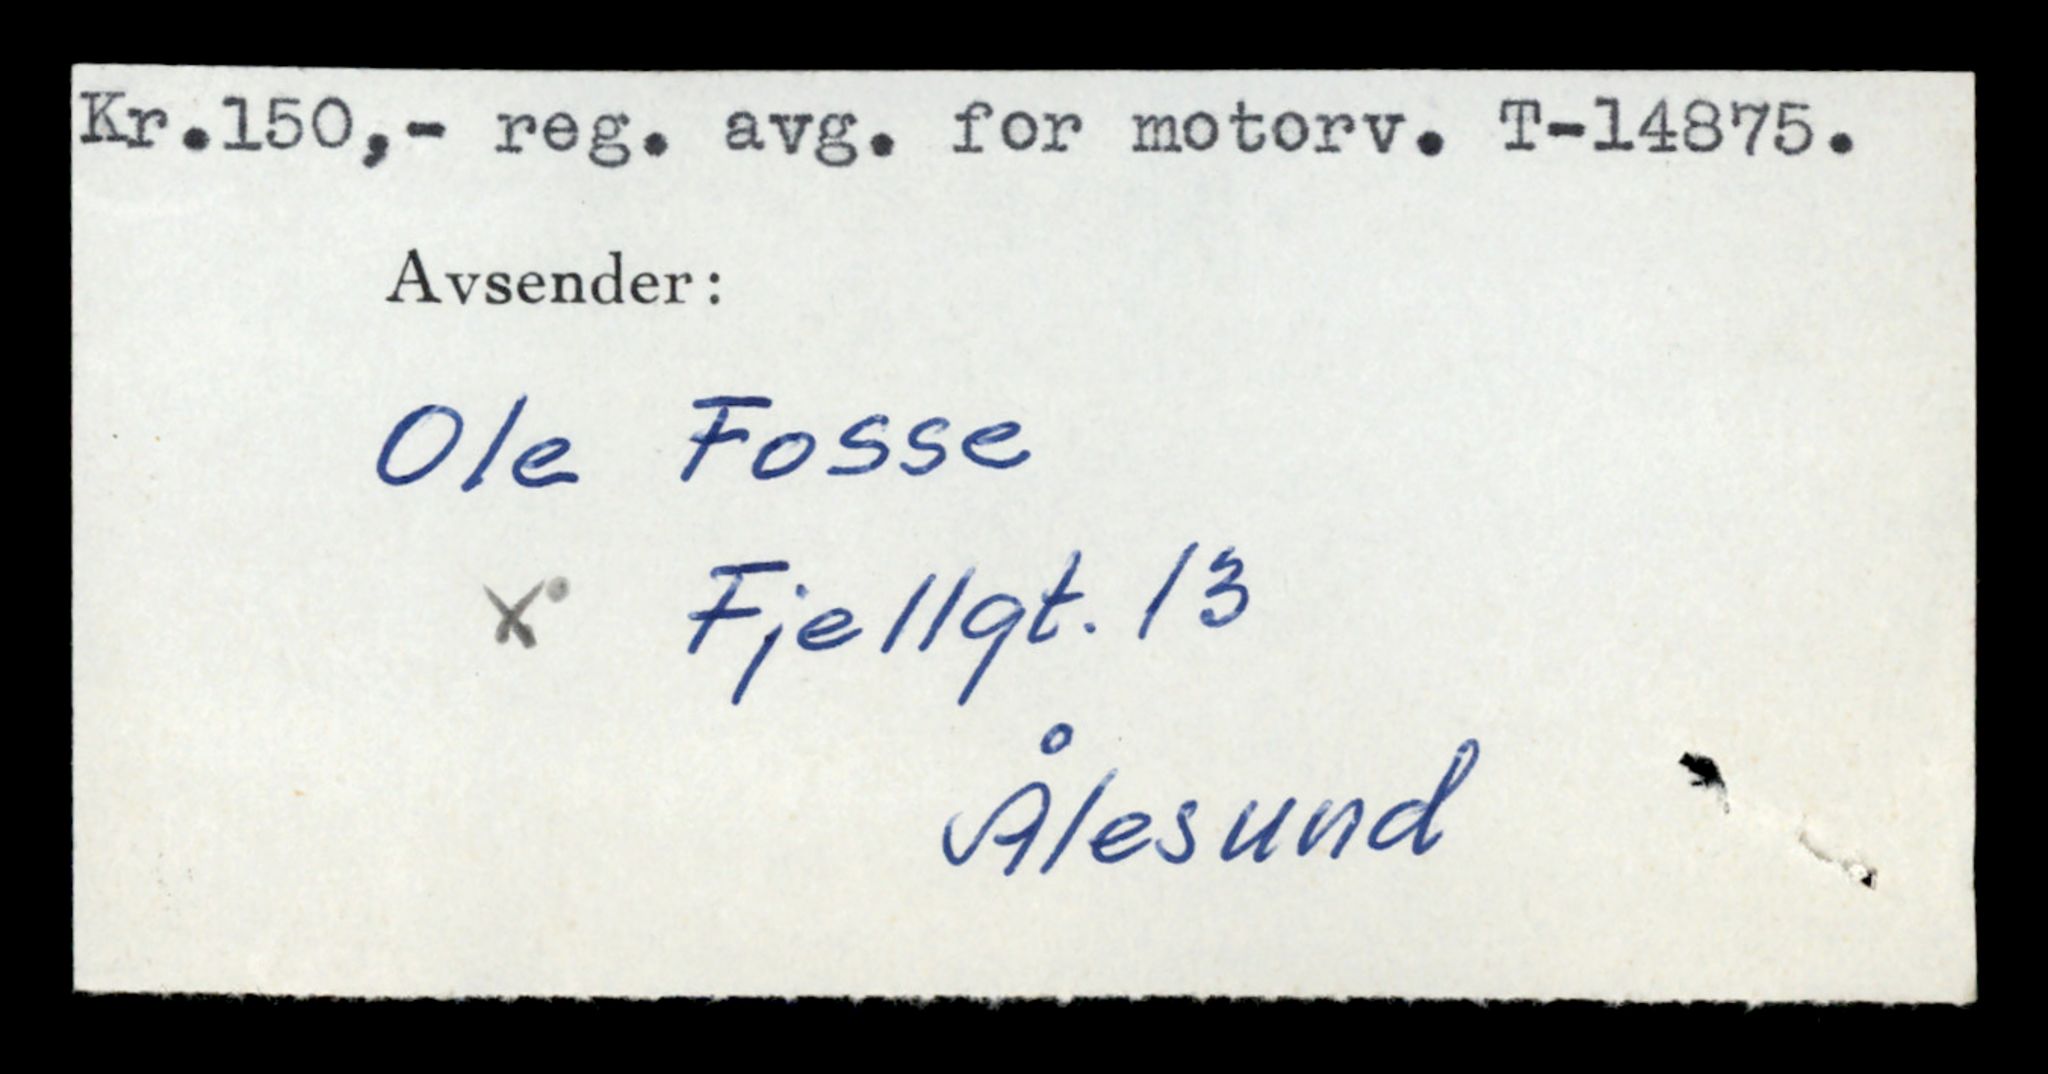 Kr.150,- reg. avg. for motorv. T-14875.
Avsender:
Ole Fosse
x Fjellgt. 13
Ålesund